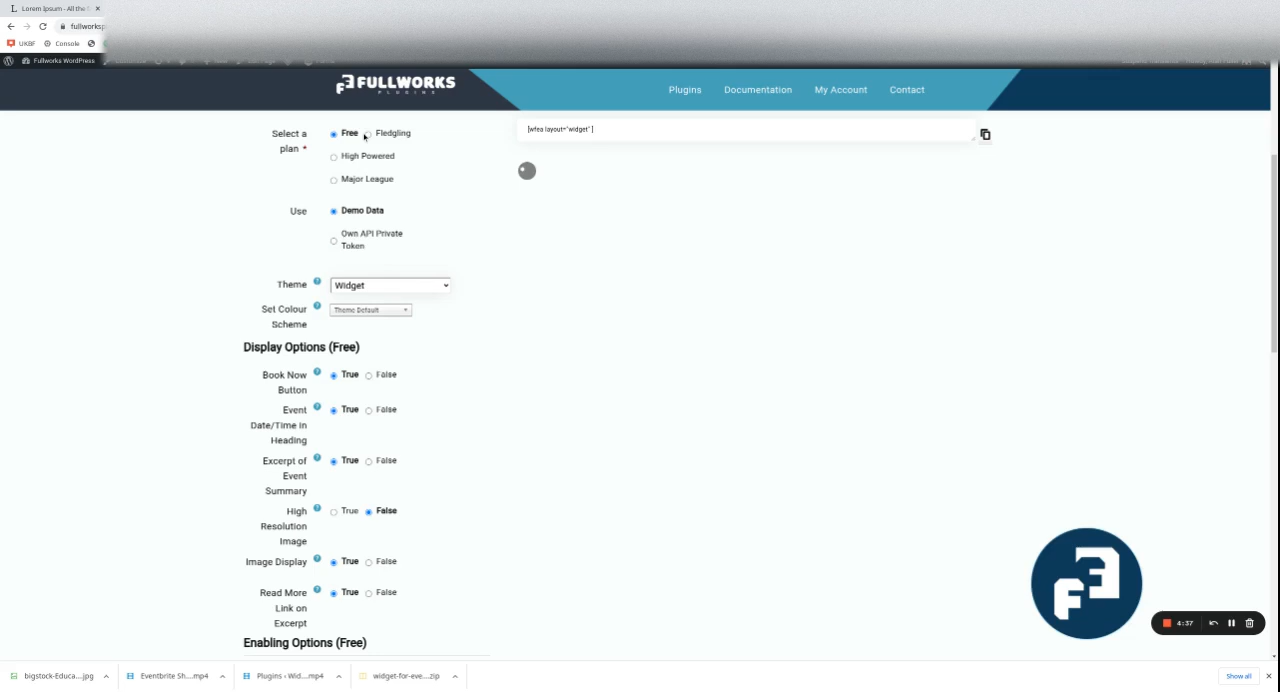 Lorem Ipsum - All the
fullworksp
UKBF Console
Fullworks WordPress
FULLWORKS
PLUGINS
Plugins Documentation My Account Contact
Select a plan * Free Fledgling
High Powered
Major League
[wfea layout="widget" ]
Use Demo Data
Own API Private
Token
Theme Widget
Set Colour
Scheme Theme Default
Display Options (Free)
Book Now
Button True False
Event
Date/Time in
Heading True False
Excerpt of
Event
Summary True False
High
Resolution
Image True False
Image Display True False
Read More
Link on
Excerpt True False
Enabling Options (Free)
4:37
bigstock-Educa....jpg Eventbrite Sh....mp4 Plugins › Wid....mp4 widget-for-eve....zip Show all